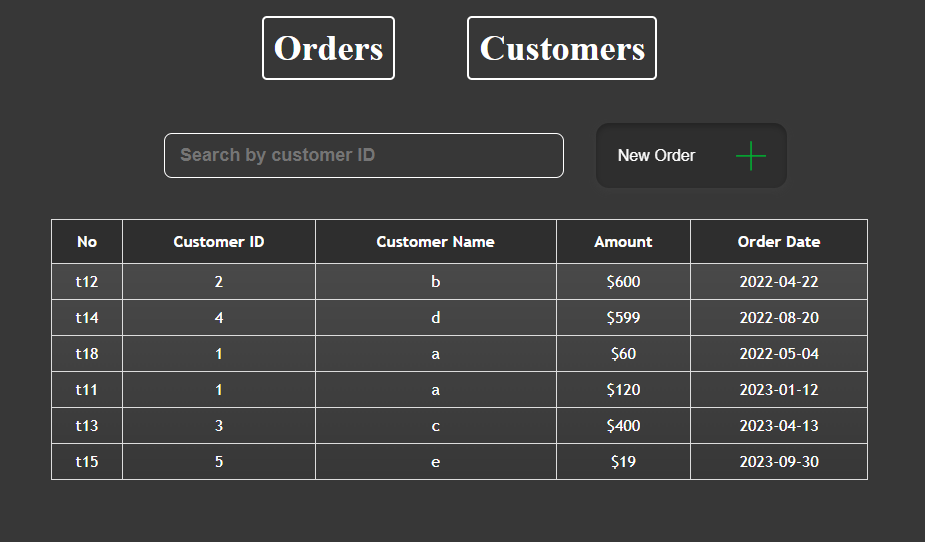 Orders Customers
Search by customer ID New Order
No Customer ID Customer Name Amount Order Date
t12 2 b $600 2022-04-22
t14 4 d $599 2022-08-20
t18 1 a $60 2022-05-04
t11 1 a $120 2023-01-12
t13 3 c $400 2023-04-13
t15 5 e $19 2023-09-30